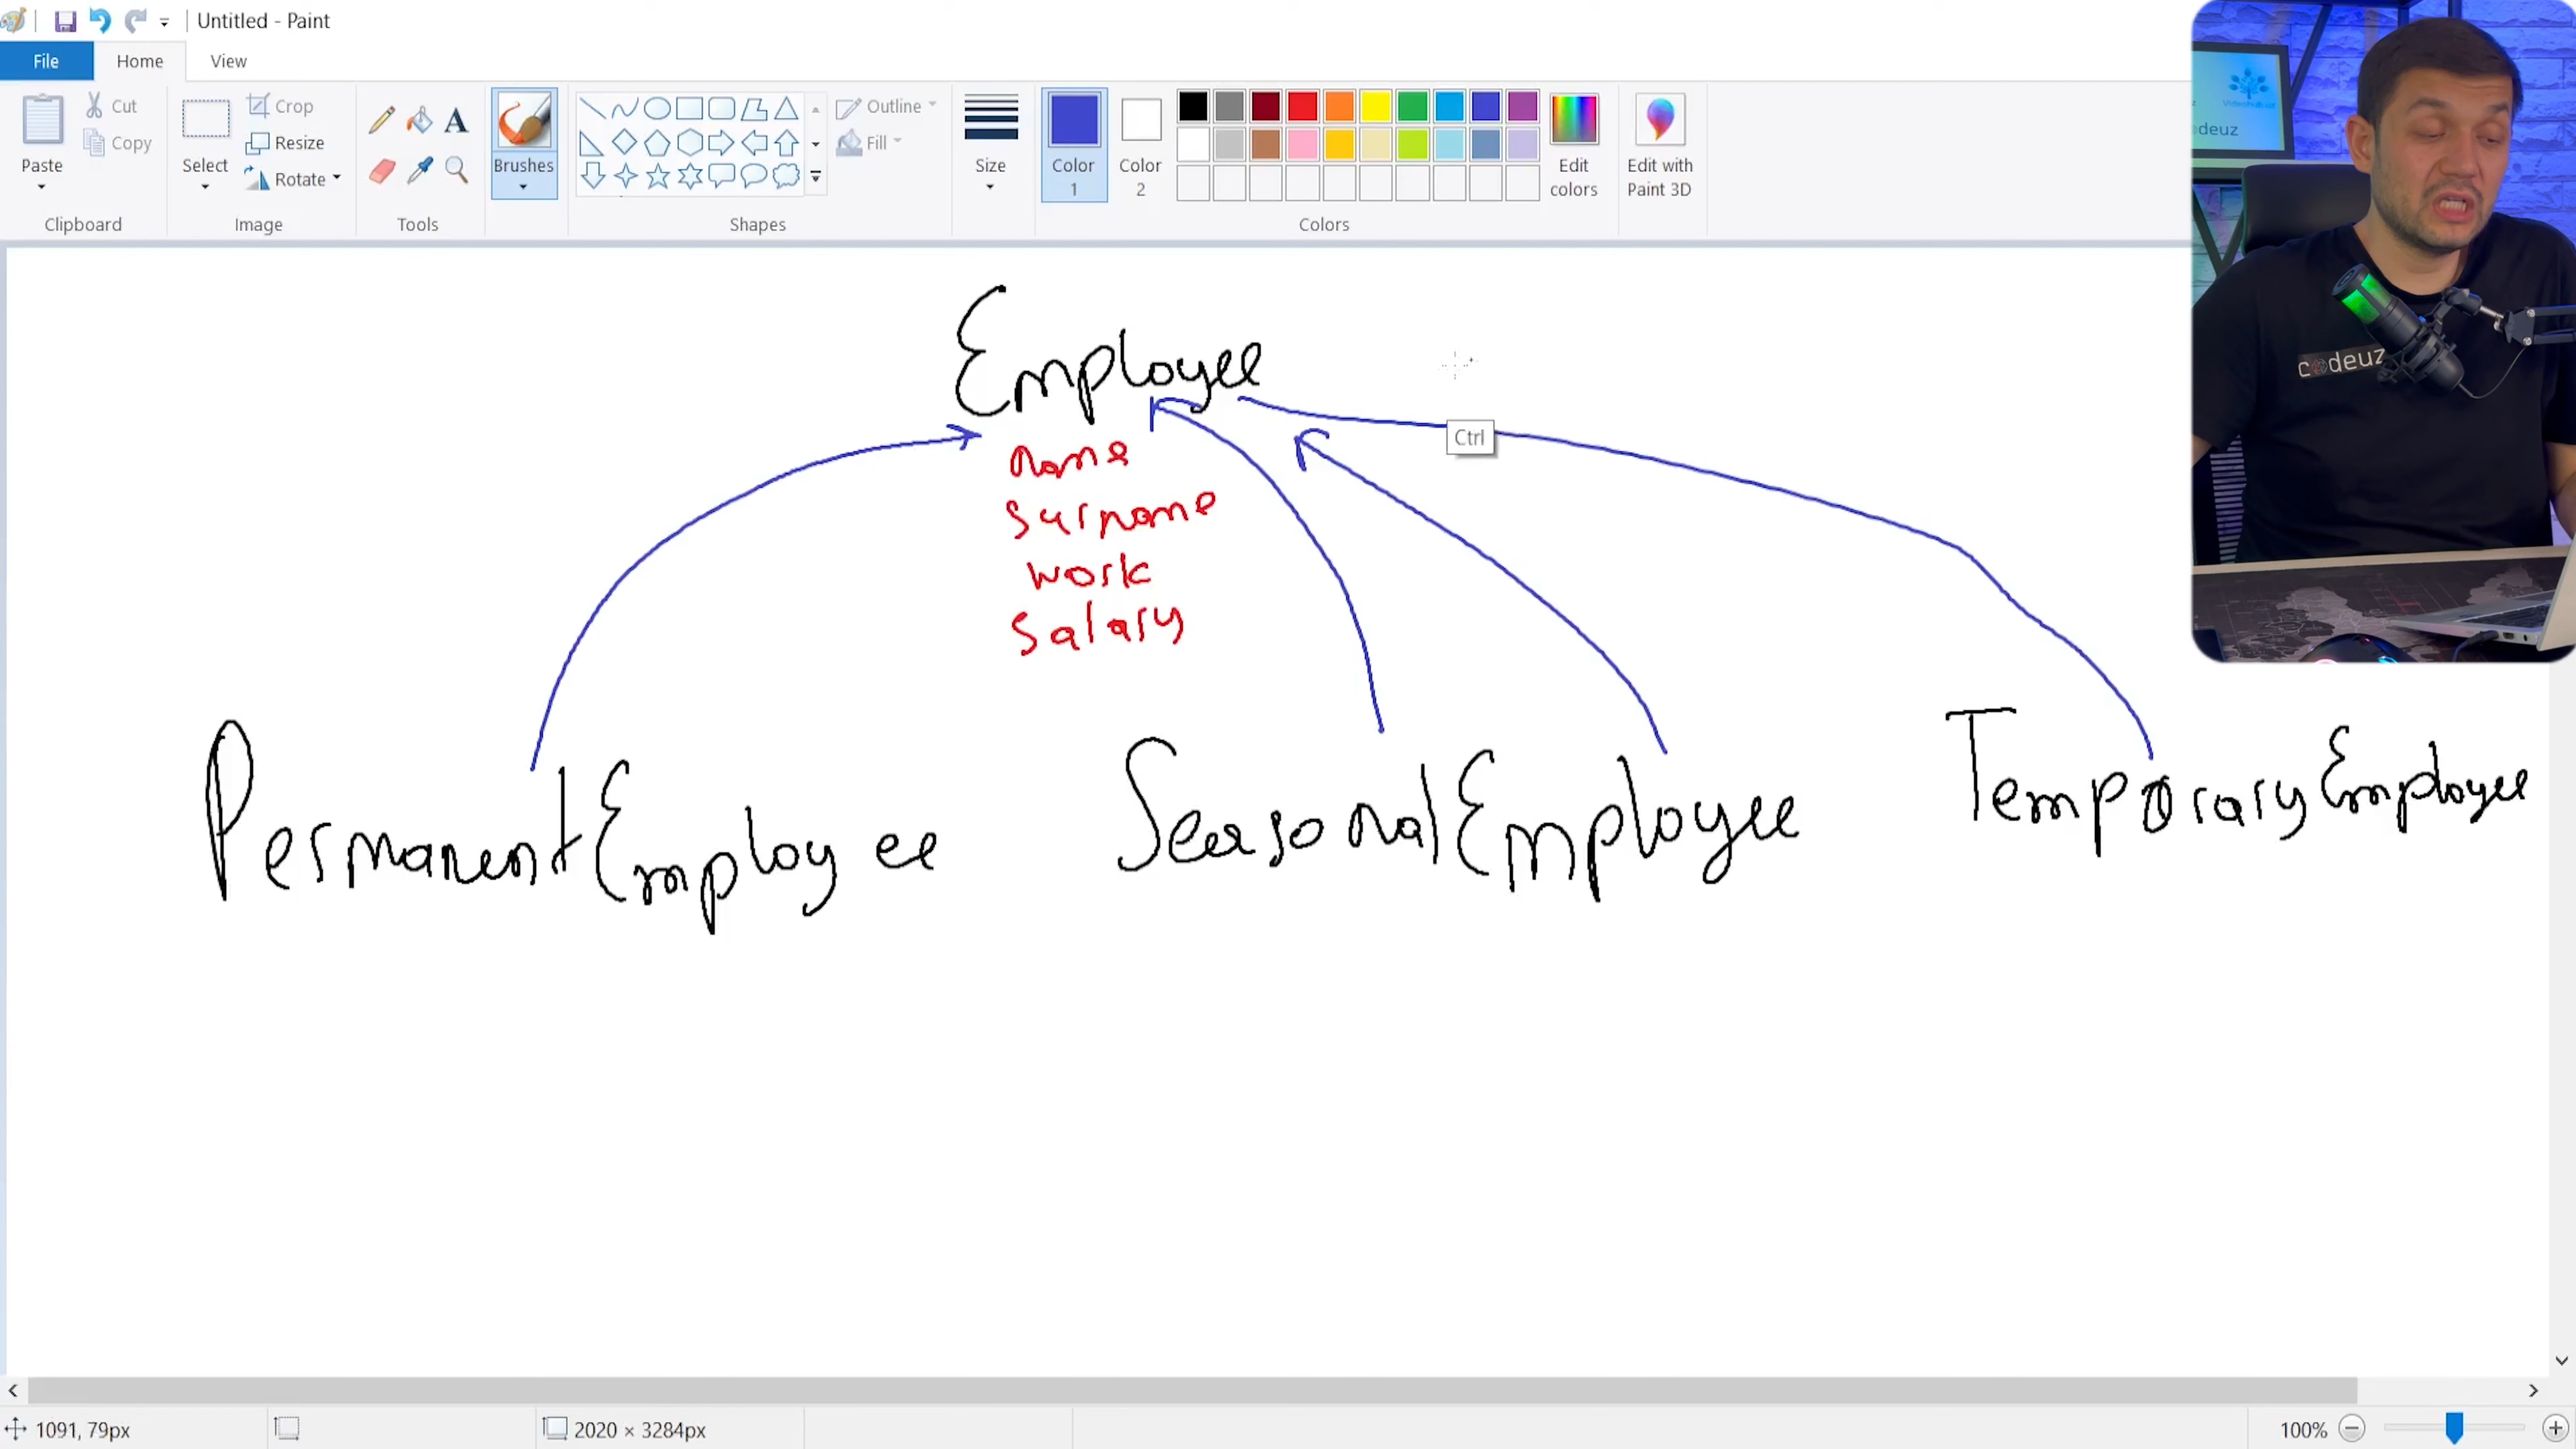 Untitled - Paint
File
Home
View
Paste
Cut
Copy
Clipboard
Select
Crop
Resize
Rotate
Image
Tools
Brushes
Shapes
Outline
Fill
Size
Color 1
Color 2
Colors
Edit colors
Edit with Paint 3D
Employee
name
surname
work
salary
Ctrl
PermanentEmployee
SeasonalEmployee
TemporaryEmployee
codeuz
deuz
1091, 79px
2020 × 3284px
100%